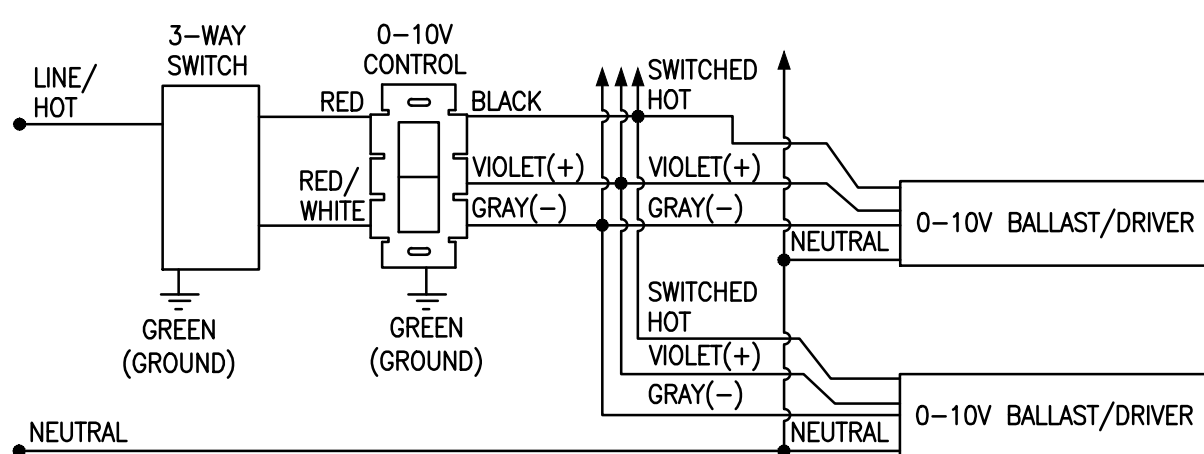 3-WAY
SWITCH
0-10V
CONTROL
LINE/
HOT
RED
BLACK
SWITCHED
HOT
RED/
WHITE
VIOLET(+)
VIOLET(+)
GRAY(-)
GRAY(-)
NEUTRAL
0-10V BALLAST/DRIVER
GREEN
(GROUND)
GREEN
(GROUND)
SWITCHED
HOT
VIOLET(+)
GRAY(-)
0-10V BALLAST/DRIVER
NEUTRAL
NEUTRAL